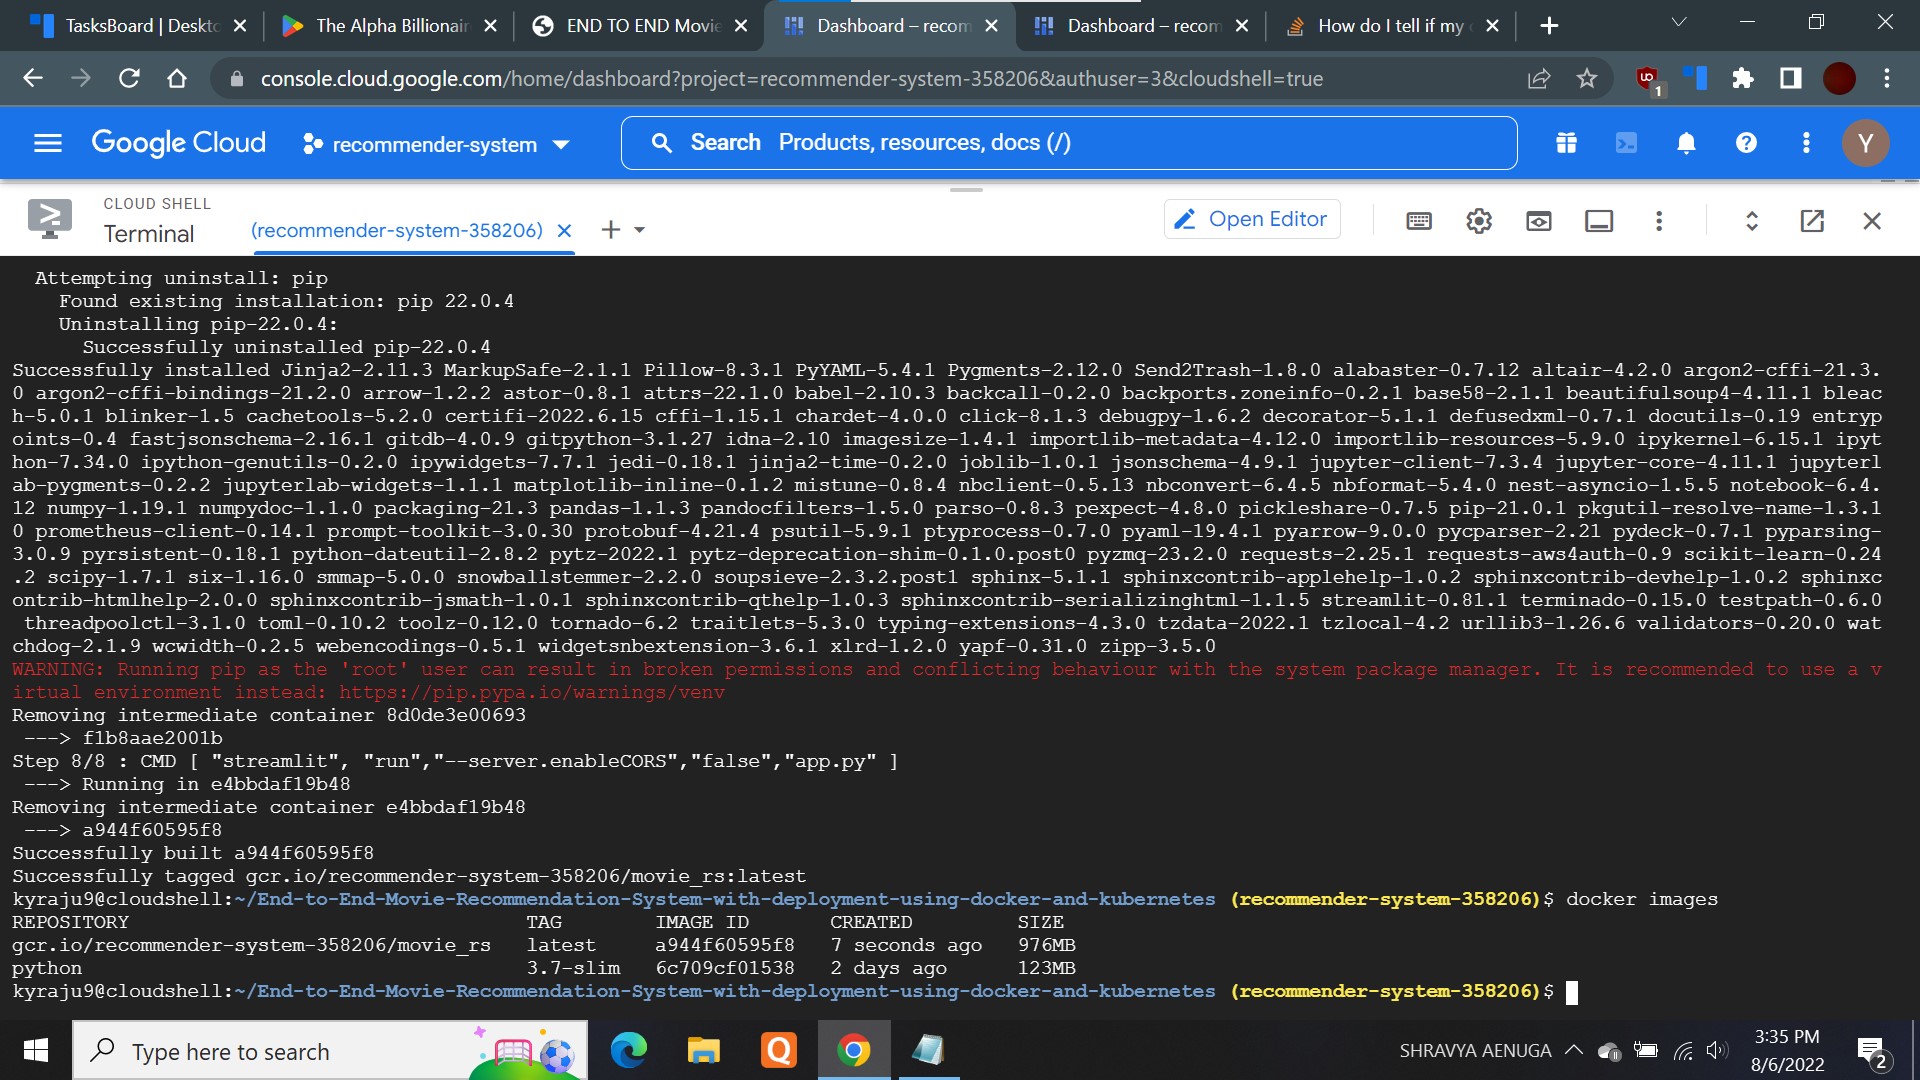 TasksBoard | Deskto
The Alpha Billionair
END TO END Movie
Dashboard – recom
Dashboard – recom
How do I tell if my
console.cloud.google.com/home/dashboard?project=recommender-system-358206&authuser=3&cloudshell=true
1
Google Cloud
recommender-system
Search Products, resources, docs (/)
Y
CLOUD SHELL
Terminal
(recommender-system-358206)
Open Editor
Attempting uninstall: pip
Found existing installation: pip 22.0.4
Uninstalling pip-22.0.4:
Successfully uninstalled pip-22.0.4
Successfully installed Jinja2-2.11.3 MarkupSafe-2.1.1 Pillow-8.3.1 PyYAML-5.4.1 Pygments-2.12.0 Send2Trash-1.8.0 alabaster-0.7.12 altair-4.2.0 argon2-cffi-21.3.
0 argon2-cffi-bindings-21.2.0 arrow-1.2.2 astor-0.8.1 attrs-22.1.0 babel-2.10.3 backcall-0.2.0 backports.zoneinfo-0.2.1 base58-2.1.1 beautifulsoup4-4.11.1 bleac
h-5.0.1 blinker-1.5 cachetools-5.2.0 certifi-2022.6.15 cffi-1.15.1 chardet-4.0.0 click-8.1.3 debugpy-1.6.2 decorator-5.1.1 defusedxml-0.7.1 docutils-0.19 entryp
oints-0.4 fastjsonschema-2.16.1 gitdb-4.0.9 gitpython-3.1.27 idna-2.10 imagesize-1.4.1 importlib-metadata-4.12.0 importlib-resources-5.9.0 ipykernel-6.15.1 ipyt
hon-7.34.0 ipython-genutils-0.2.0 ipywidgets-7.7.1 jedi-0.18.1 jinja2-time-0.2.0 joblib-1.0.1 jsonschema-4.9.1 jupyter-client-7.3.4 jupyter-core-4.11.1 jupyterl
ab-pygments-0.2.2 jupyterlab-widgets-1.1.1 matplotlib-inline-0.1.2 mistune-0.8.4 nbclient-0.5.13 nbconvert-6.4.5 nbformat-5.4.0 nest-asyncio-1.5.5 notebook-6.4.
12 numpy-1.19.1 numpydoc-1.1.0 packaging-21.3 pandas-1.1.3 pandocfilters-1.5.0 parso-0.8.3 pexpect-4.8.0 pickleshare-0.7.5 pip-21.0.1 pkgutil-resolve-name-1.3.1
0 prometheus-client-0.14.1 prompt-toolkit-3.0.30 protobuf-4.21.4 psutil-5.9.1 ptyprocess-0.7.0 pyaml-19.4.1 pyarrow-9.0.0 pycparser-2.21 pydeck-0.7.1 pyparsing-
3.0.9 pyrsistent-0.18.1 python-dateutil-2.8.2 pytz-2022.1 pytz-deprecation-shim-0.1.0.post0 pyzmq-23.2.0 requests-2.25.1 requests-aws4auth-0.9 scikit-learn-0.24
.2 scipy-1.7.1 six-1.16.0 smmap-5.0.0 snowballstemmer-2.2.0 soupsieve-2.3.2.post1 sphinx-5.1.1 sphinxcontrib-applehelp-1.0.2 sphinxcontrib-devhelp-1.0.2 sphinxc
ontrib-htmlhelp-2.0.0 sphinxcontrib-jsmath-1.0.1 sphinxcontrib-qthelp-1.0.3 sphinxcontrib-serializinghtml-1.1.5 streamlit-0.81.1 terminado-0.15.0 testpath-0.6.0
threadpoolctl-3.1.0 toml-0.10.2 toolz-0.12.0 tornado-6.2 traitlets-5.3.0 typing-extensions-4.3.0 tzdata-2022.1 tzlocal-4.2 urllib3-1.26.6 validators-0.20.0 wat
chdog-2.1.9 wcwidth-0.2.5 webencodings-0.5.1 widgetsnbextension-3.6.1 xlrd-1.2.0 yapf-0.31.0 zipp-3.5.0
WARNING: Running pip as the 'root' user can result in broken permissions and conflicting behaviour with the system package manager. It is recommended to use a v
irtual environment instead: https://pip.pypa.io/warnings/venv
Removing intermediate container 8d0de3e00693
---> f1b8aae2001b
Step 8/8 : CMD [ "streamlit", "run","--server.enableCORS","false","app.py" ]
---> Running in e4bbdaf19b48
Removing intermediate container e4bbdaf19b48
---> a944f60595f8
Successfully built a944f60595f8
Successfully tagged gcr.io/recommender-system-358206/movie_rs:latest
kyraju9@cloudshell:~/End-to-End-Movie-Recommendation-System-with-deployment-using-docker-and-kubernetes (recommender-system-358206)$ docker images
REPOSITORY TAG IMAGE ID CREATED SIZE
gcr.io/recommender-system-358206/movie_rs latest a944f60595f8 7 seconds ago 976MB
python 3.7-slim 6c709cf01538 2 days ago 123MB
kyraju9@cloudshell:~/End-to-End-Movie-Recommendation-System-with-deployment-using-docker-and-kubernetes (recommender-system-358206)$
Type here to search
SHRAVYA AENUGA
3:35 PM
8/6/2022
2